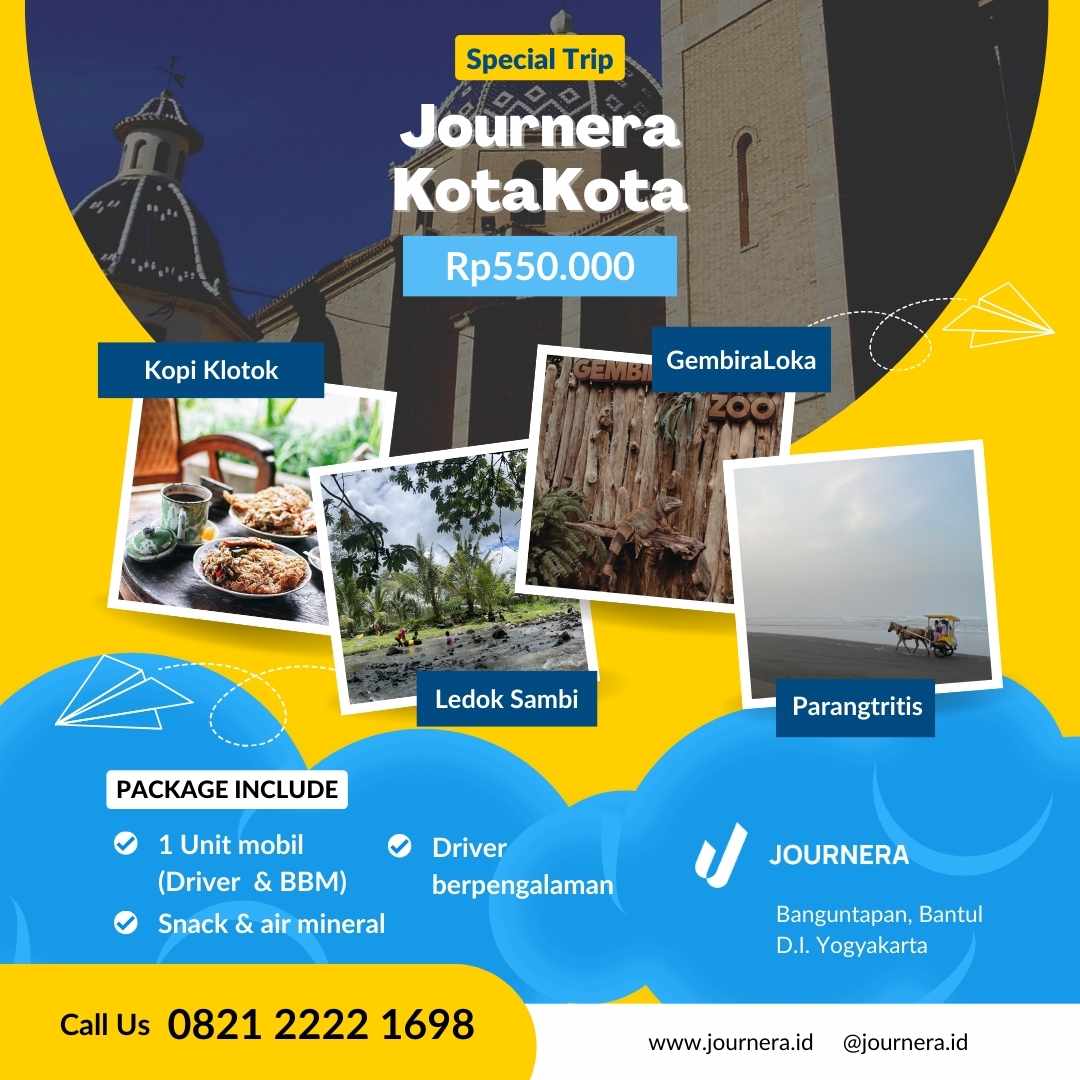 Special Trip
Journera
KotaKota
Rp550.000
Kopi Klotok
GembiraLoka
GEMBI
ZOO
Ledok Sambi
Parangtritis
PACKAGE INCLUDE
1 Unit mobil
(Driver & BBM)
Snack & air mineral
Driver
berpengalaman
JOURNERA
Banguntapan, Bantul
D.I. Yogyakarta
Call Us 0821 2222 1698
www.journera.id @journera.id